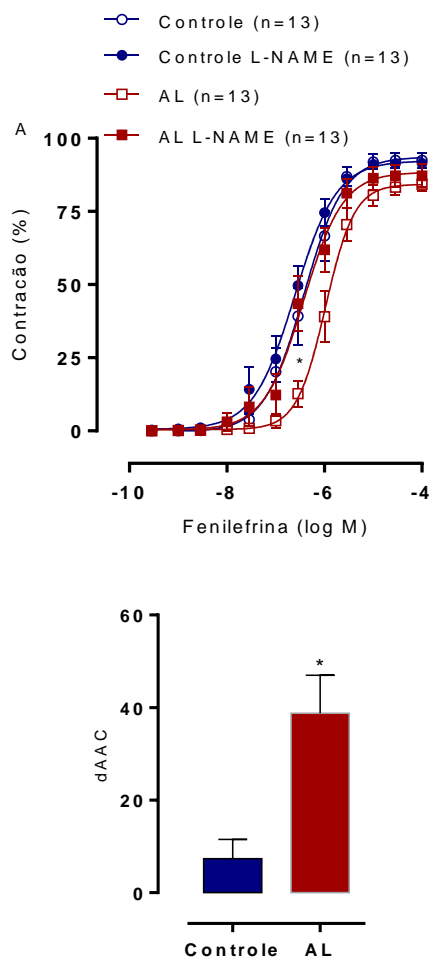 Controle (n=13)
Controle L-NAME (n=13)
AL (n=13)
AL L-NAME (n=13)
A
100
75
50
25
0
Contracão (%)
*
-10 -8 -6 -4
Fenilefrina (log M)
60
40
20
0
dAAC
*
Controle AL